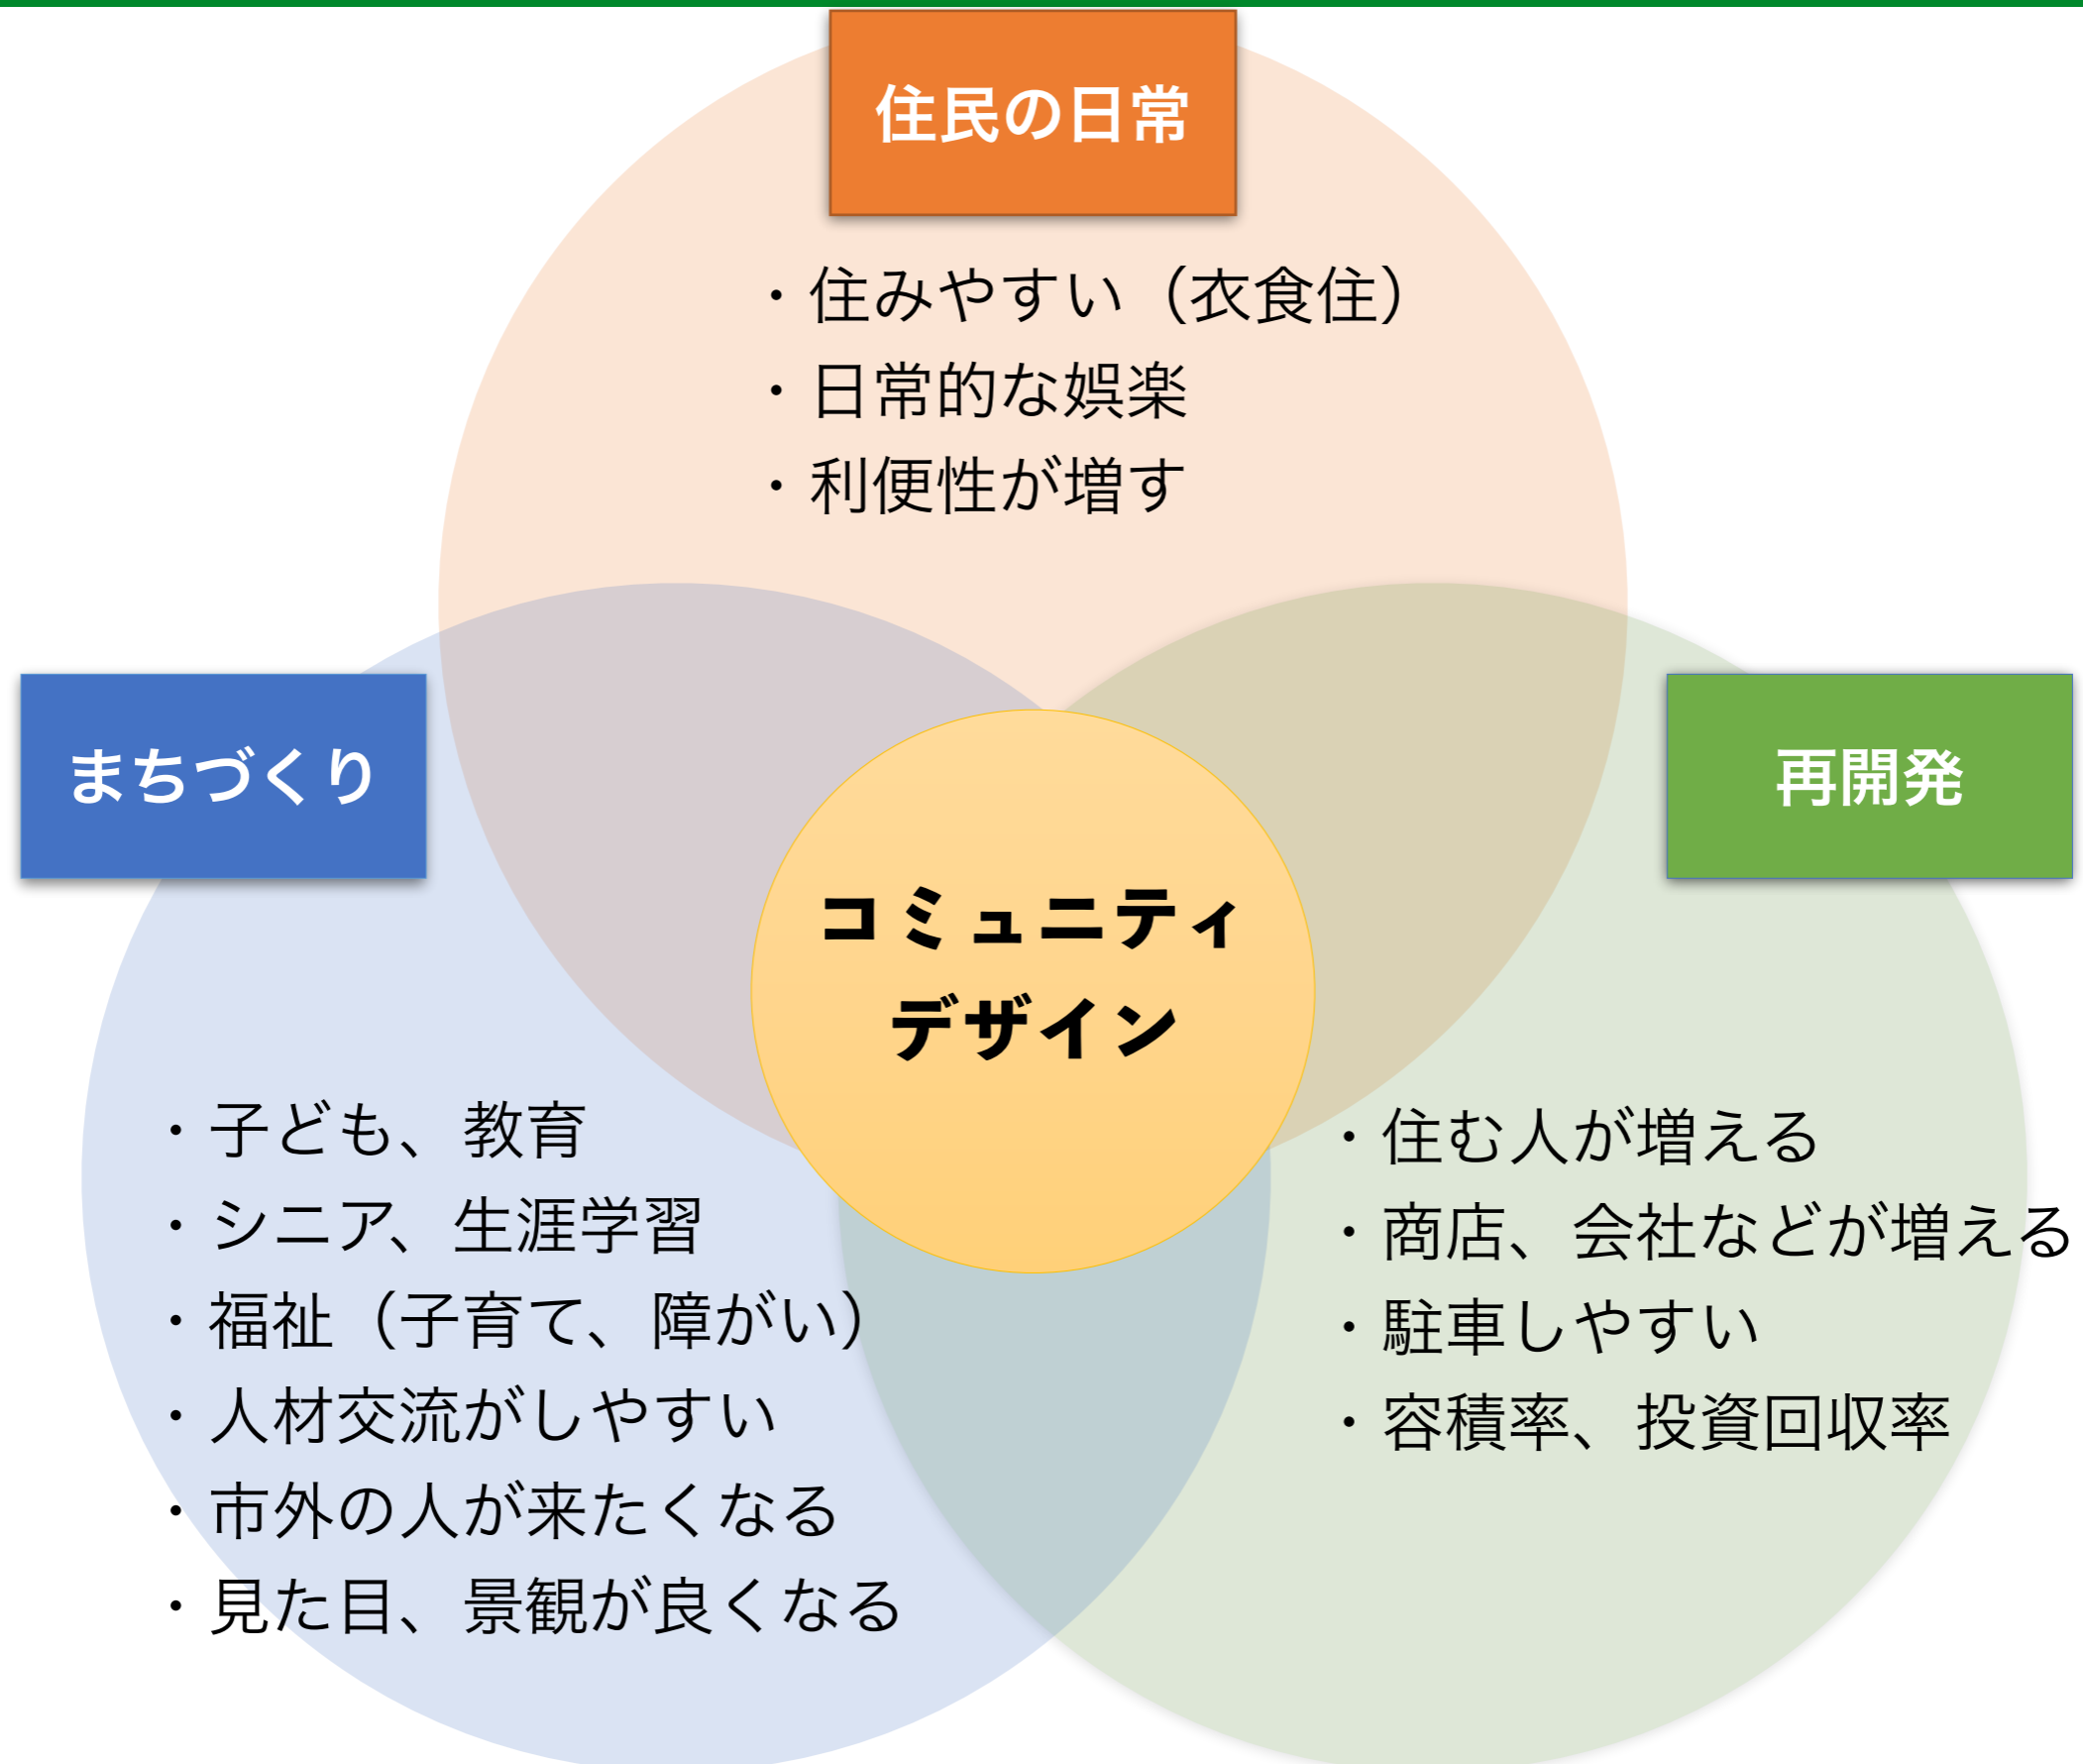 住民の日常
・住みやすい（衣食住）
・日常的な娯楽
・利便性が増す
まちづくり
再開発
コミュニティ
デザイン
・子ども、教育
・シニア、生涯学習
・福祉（子育て、障がい）
・人材交流がしやすい
・市外の人が来たくなる
・見た目、景観が良くなる
・住む人が増える
・商店、会社などが増える
・駐車しやすい
・容積率、投資回収率